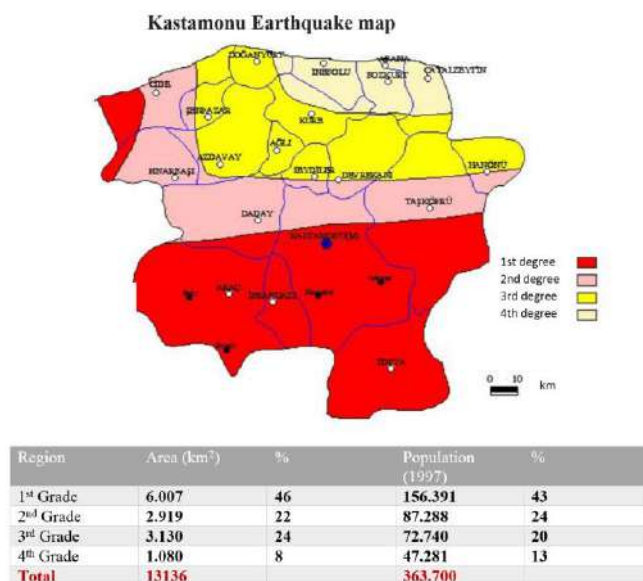 Kastamonu Earthquake map
DOĞANYURT
İNEBOLU
ABANA
ÇATALZEYTİN
BOZKURT
CİDE
ŞENPAZAR
KÜRE
AĞLI
AZDAVAY
PINARBAŞI
SEYDİLER
DEVREKANİ
HANÖNÜ
TAŞKÖPRÜ
DADAY
KASTAMONU
İHSANGAZİ
TOSYA
1st degree
2nd degree
3rd degree
4th degree
0 10 km
Region Area (km²) % Population (1997) %
1st Grade 6.007 46 156.391 43
2nd Grade 2.919 22 87.288 24
3rd Grade 3.130 24 72.740 20
4th Grade 1.080 8 47.281 13
Total 13136 363.700